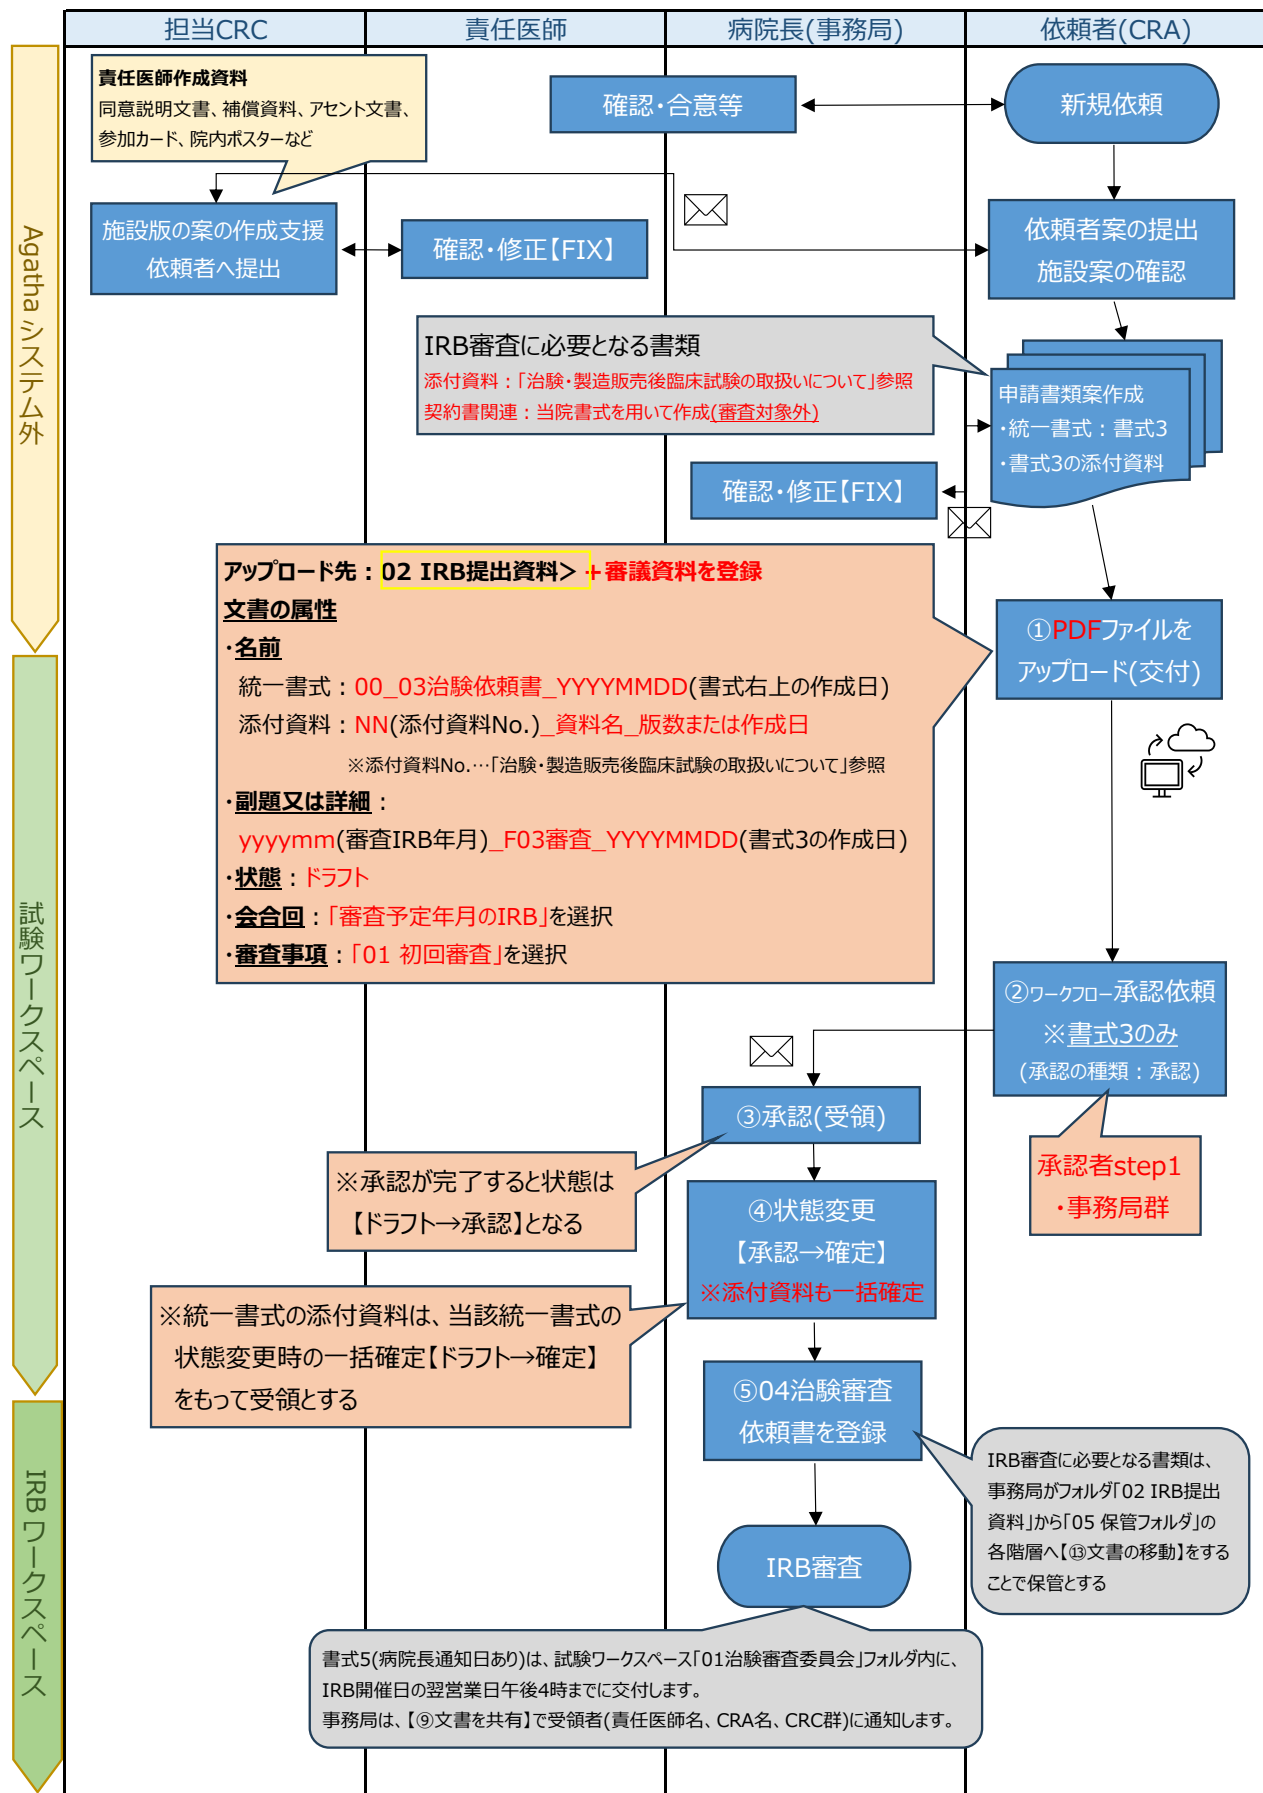 担当CRC
責任医師
病院長(事務局)
依頼者(CRA)
Agatha システム外
試験ワークスペース
IRB ワークスペース
責任医師作成資料
同意説明文書、補償資料、アセント文書、
参加カード、院内ポスターなど
確認・合意等
新規依頼
施設版の案の作成支援
依頼者へ提出
確認・修正【FIX】
依頼者案の提出
施設案の確認
IRB審査に必要となる書類
添付資料：「治験・製造販売後臨床試験の取扱いについて」参照
契約書関連：当院書式を用いて作成(審査対象外)
申請書類案作成
・統一書式：書式3
・書式3の添付資料
確認・修正【FIX】
アップロード先：02 IRB提出資料＞＋審議資料を登録
文書の属性
・名前
統一書式：00_03治験依頼書_YYYYMMDD(書式右上の作成日)
添付資料：NN(添付資料No.)_資料名_版数または作成日
※添付資料No.…「治験・製造販売後臨床試験の取扱いについて」参照
・副題又は詳細：
yyyymm(審査IRB年月)_F03審査_YYYYMMDD(書式3の作成日)
・状態：ドラフト
・会合回：「審査予定年月のIRB」を選択
・審査事項：「01 初回審査」を選択
①PDFファイルを
アップロード(交付)
②ワークフロー承認依頼
※書式3のみ
(承認の種類：承認)
承認者step1
・事務局群
③承認(受領)
※承認が完了すると状態は
【ドラフト→承認】となる
④状態変更
【承認→確定】
※添付資料も一括確定
※統一書式の添付資料は、当該統一書式の
状態変更時の一括確定【ドラフト→確定】
をもって受領とする
⑤04治験審査
依頼書を登録
IRB審査に必要となる書類は、
事務局がフォルダ「02 IRB提出
資料」から「05 保管フォルダ」の
各階層へ【⑬文書の移動】をする
ことで保管とする
IRB審査
書式5(病院長通知日あり)は、試験ワークスペース「01治験審査委員会」フォルダ内に、
IRB開催日の翌営業日午後4時までに交付します。
事務局は、【⑨文書を共有】で受領者(責任医師名、CRA名、CRC群)に通知します。